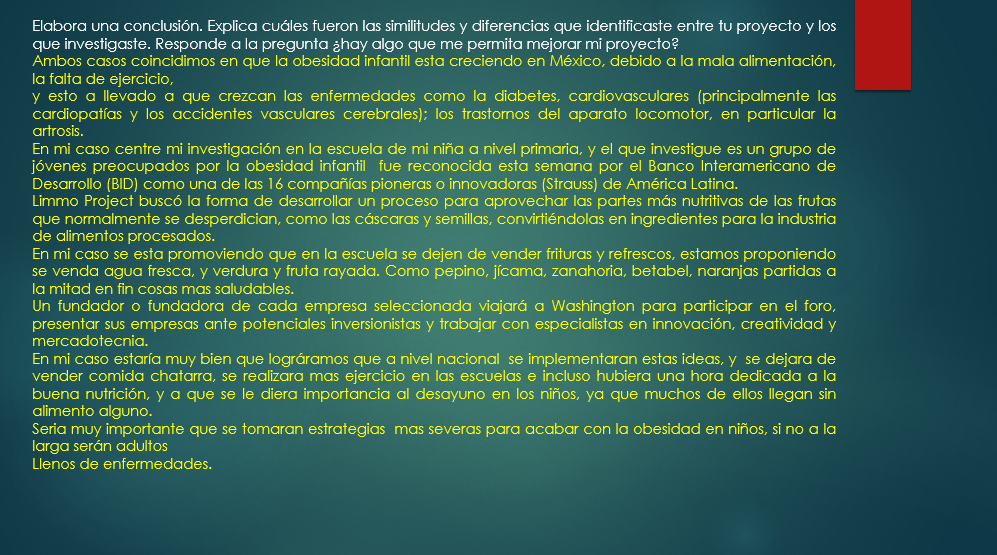 Elabora una conclusión. Explica cuáles fueron las similitudes y diferencias que identificaste entre tu proyecto y los
que investigaste. Responde a la pregunta ¿hay algo que me permita mejorar mi proyecto?
Ambos casos coincidimos en que la obesidad infantil esta creciendo en México, debido a la mala alimentación,
la falta de ejercicio,
y esto a llevado a que crezcan las enfermedades como la diabetes, cardiovasculares (principalmente las
cardiopatías y los accidentes vasculares cerebrales); los trastornos del aparato locomotor, en particular la
artrosis.
En mi caso centre mi investigación en la escuela de mi niña a nivel primaria, y el que investigue es un grupo de
jóvenes preocupados por la obesidad infantil fue reconocida esta semana por el Banco Interamericano de
Desarrollo (BID) como una de las 16 compañías pioneras o innovadoras (Strauss) de América Latina.
Limmo Project buscó la forma de desarrollar un proceso para aprovechar las partes más nutritivas de las frutas
que normalmente se desperdician, como las cáscaras y semillas, convirtiéndolas en ingredientes para la industria
de alimentos procesados.
En mi caso se esta promoviendo que en la escuela se dejen de vender frituras y refrescos, estamos proponiendo
se venda agua fresca, y verdura y fruta rayada. Como pepino, jícama, zanahoria, betabel, naranjas partidas a
la mitad en fin cosas mas saludables.
Un fundador o fundadora de cada empresa seleccionada viajará a Washington para participar en el foro,
presentar sus empresas ante potenciales inversionistas y trabajar con especialistas en innovación, creatividad y
mercadotecnia.
En mi caso estaría muy bien que lográramos que a nivel nacional se implementaran estas ideas, y se dejara de
vender comida chatarra, se realizara mas ejercicio en las escuelas e incluso hubiera una hora dedicada a la
buena nutrición, y a que se le diera importancia al desayuno en los niños, ya que muchos de ellos llegan sin
alimento alguno.
Seria muy importante que se tomaran estrategias mas severas para acabar con la obesidad en niños, si no a la
larga serán adultos
Llenos de enfermedades.